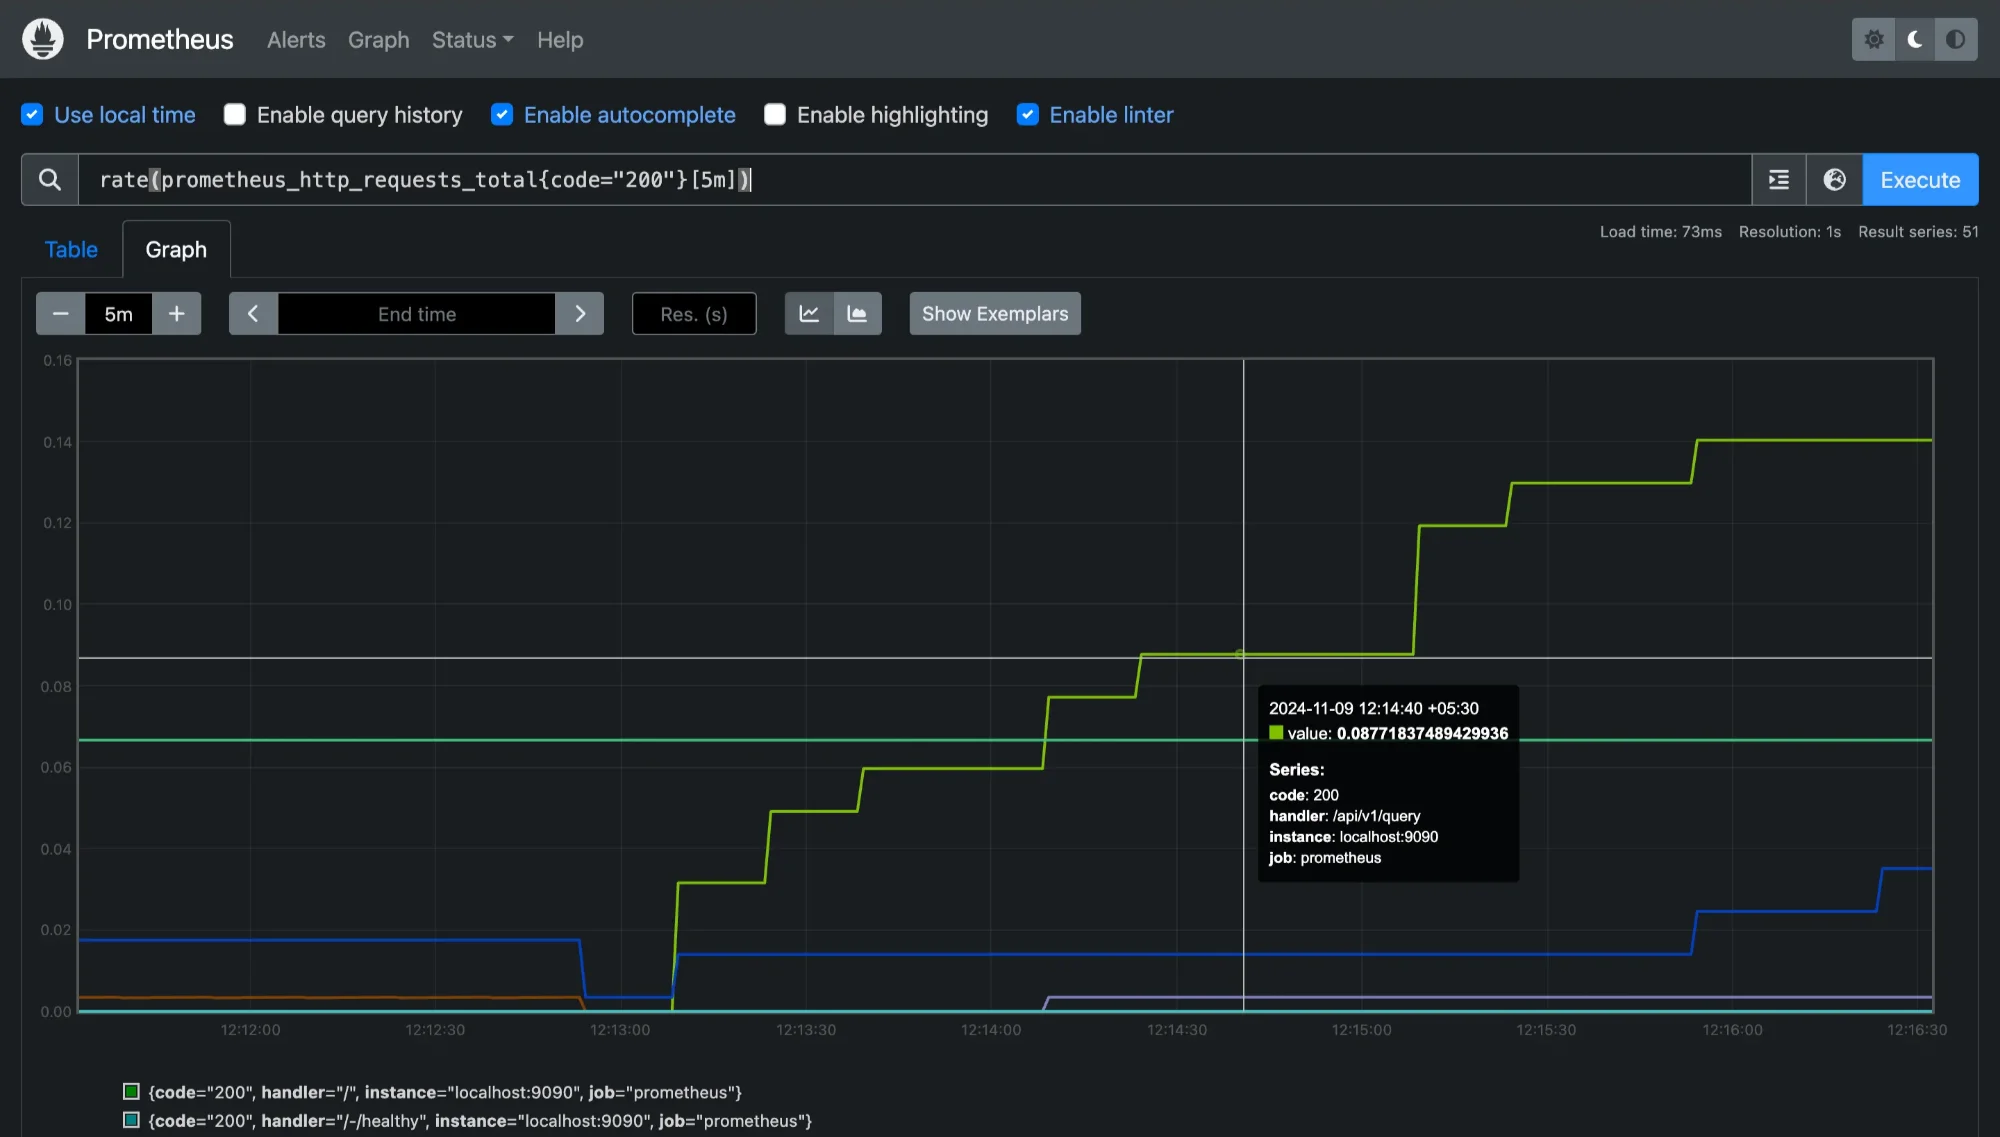 Prometheus Alerts Graph Status Help
Use local time Enable query history Enable autocomplete Enable highlighting Enable linter
rate(prometheus_http_requests_total{code="200"}[5m]) Execute
Load time: 73ms Resolution: 1s Result series: 51
Table Graph
− 5m + End time Res. (s) Show Exemplars
0.16
0.14
0.12
0.10
0.08
0.06
0.04
0.02
0.00
2024-11-09 12:14:40 +05:30
value: 0.08771837489429936
Series:
code: 200
handler: /api/v1/query
instance: localhost:9090
job: prometheus
12:12:00 12:12:30 12:13:00 12:13:30 12:14:00 12:14:30 12:15:00 12:15:30 12:16:00 12:16:30
{code="200", handler="/", instance="localhost:9090", job="prometheus"}
{code="200", handler="/-/healthy", instance="localhost:9090", job="prometheus"}